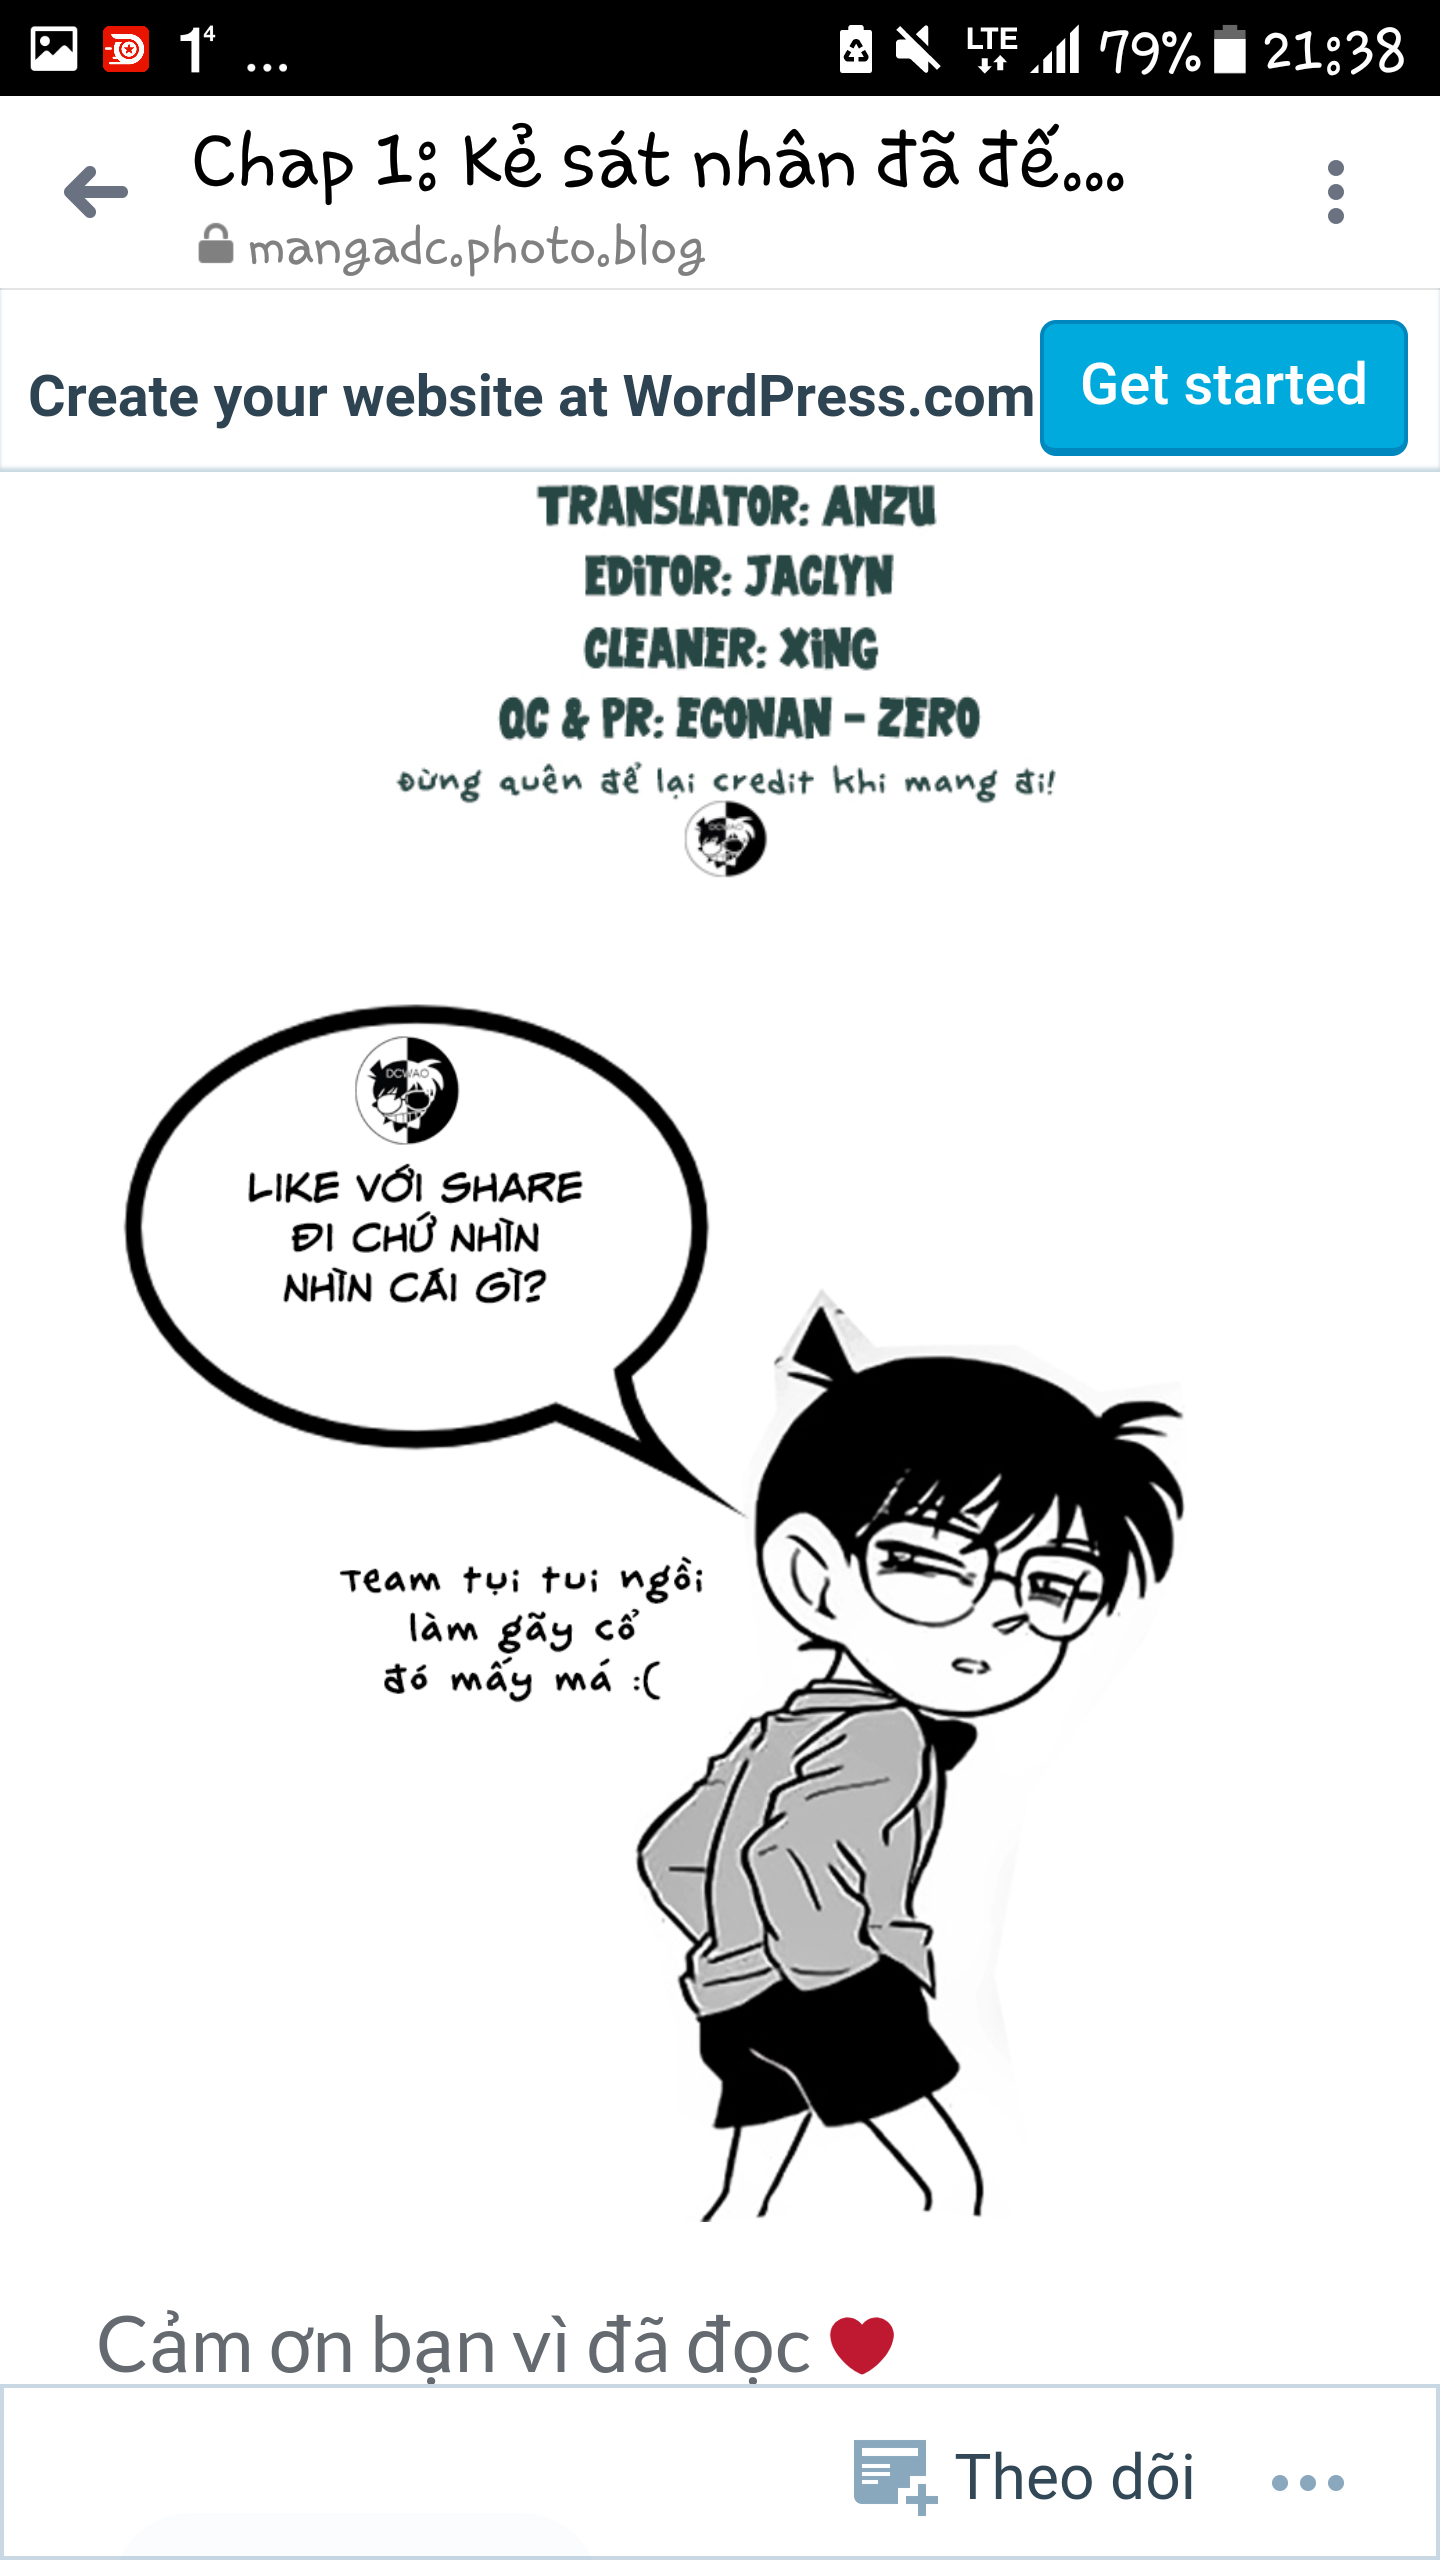 1⁴ ... LTE 79% 21:38
Chap 1: Kẻ sát nhân đã đế...
mangadc.photo.blog
Create your website at WordPress.com Get started
TRANSLATOR: ANZU
EDiTOR: JACLYN
CLEANER: XiNG
QC & PR: ECONAN – ZERO
Đừng quên để lại credit khi mang đi!
DCWAO
DCWAO
LIKE VỚI SHARE
ĐI CHỨ NHÌN
NHÌN CÁI GÌ?
Team tụi tui ngồi
làm gãy cổ
đó mấy má :(
Cảm ơn bạn vì đã đọc ❤
Theo dõi ...